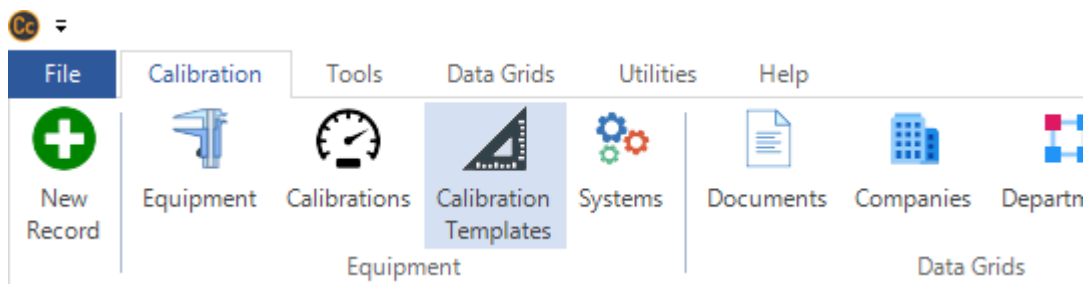 Cc
File Calibration Tools Data Grids Utilities Help
New Record
Equipment
Calibrations
Calibration Templates
Systems
Documents
Companies
Departm
Equipment
Data Grids